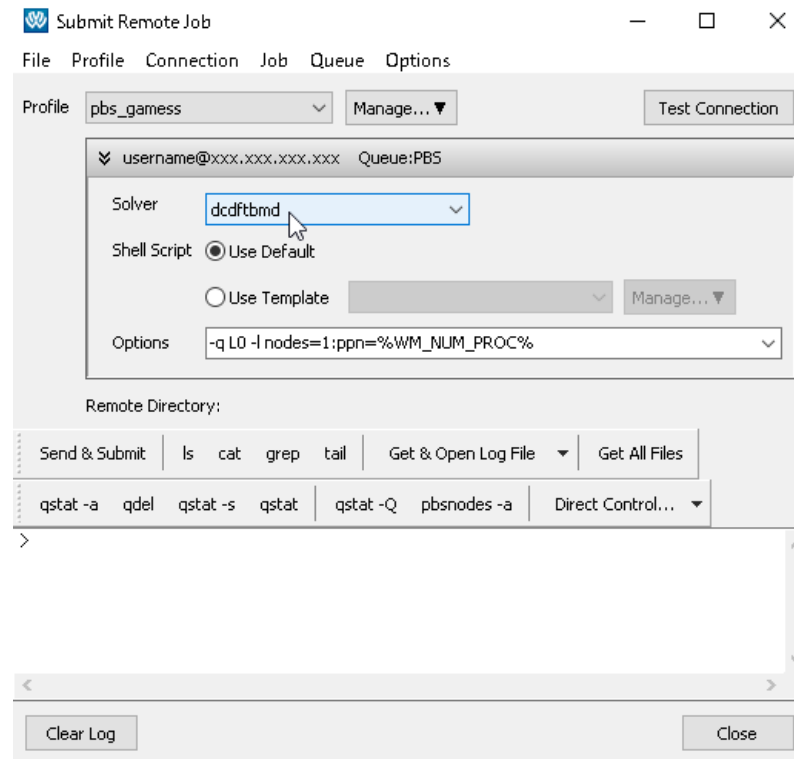 Submit Remote Job
File Profile Connection Job Queue Options
Profile pbs_gamess Manage...▼ Test Connection
username@xxx.xxx.xxx.xxx Queue:PBS
Solver dcdftbmd
Shell Script Use Default
Use Template Manage...▼
Options -q L0 -l nodes=1:ppn=%WM_NUM_PROC%
Remote Directory:
Send & Submit ls cat grep tail Get & Open Log File Get All Files
qstat -a qdel qstat -s qstat qstat -Q pbsnodes -a Direct Control...
>
Clear Log Close